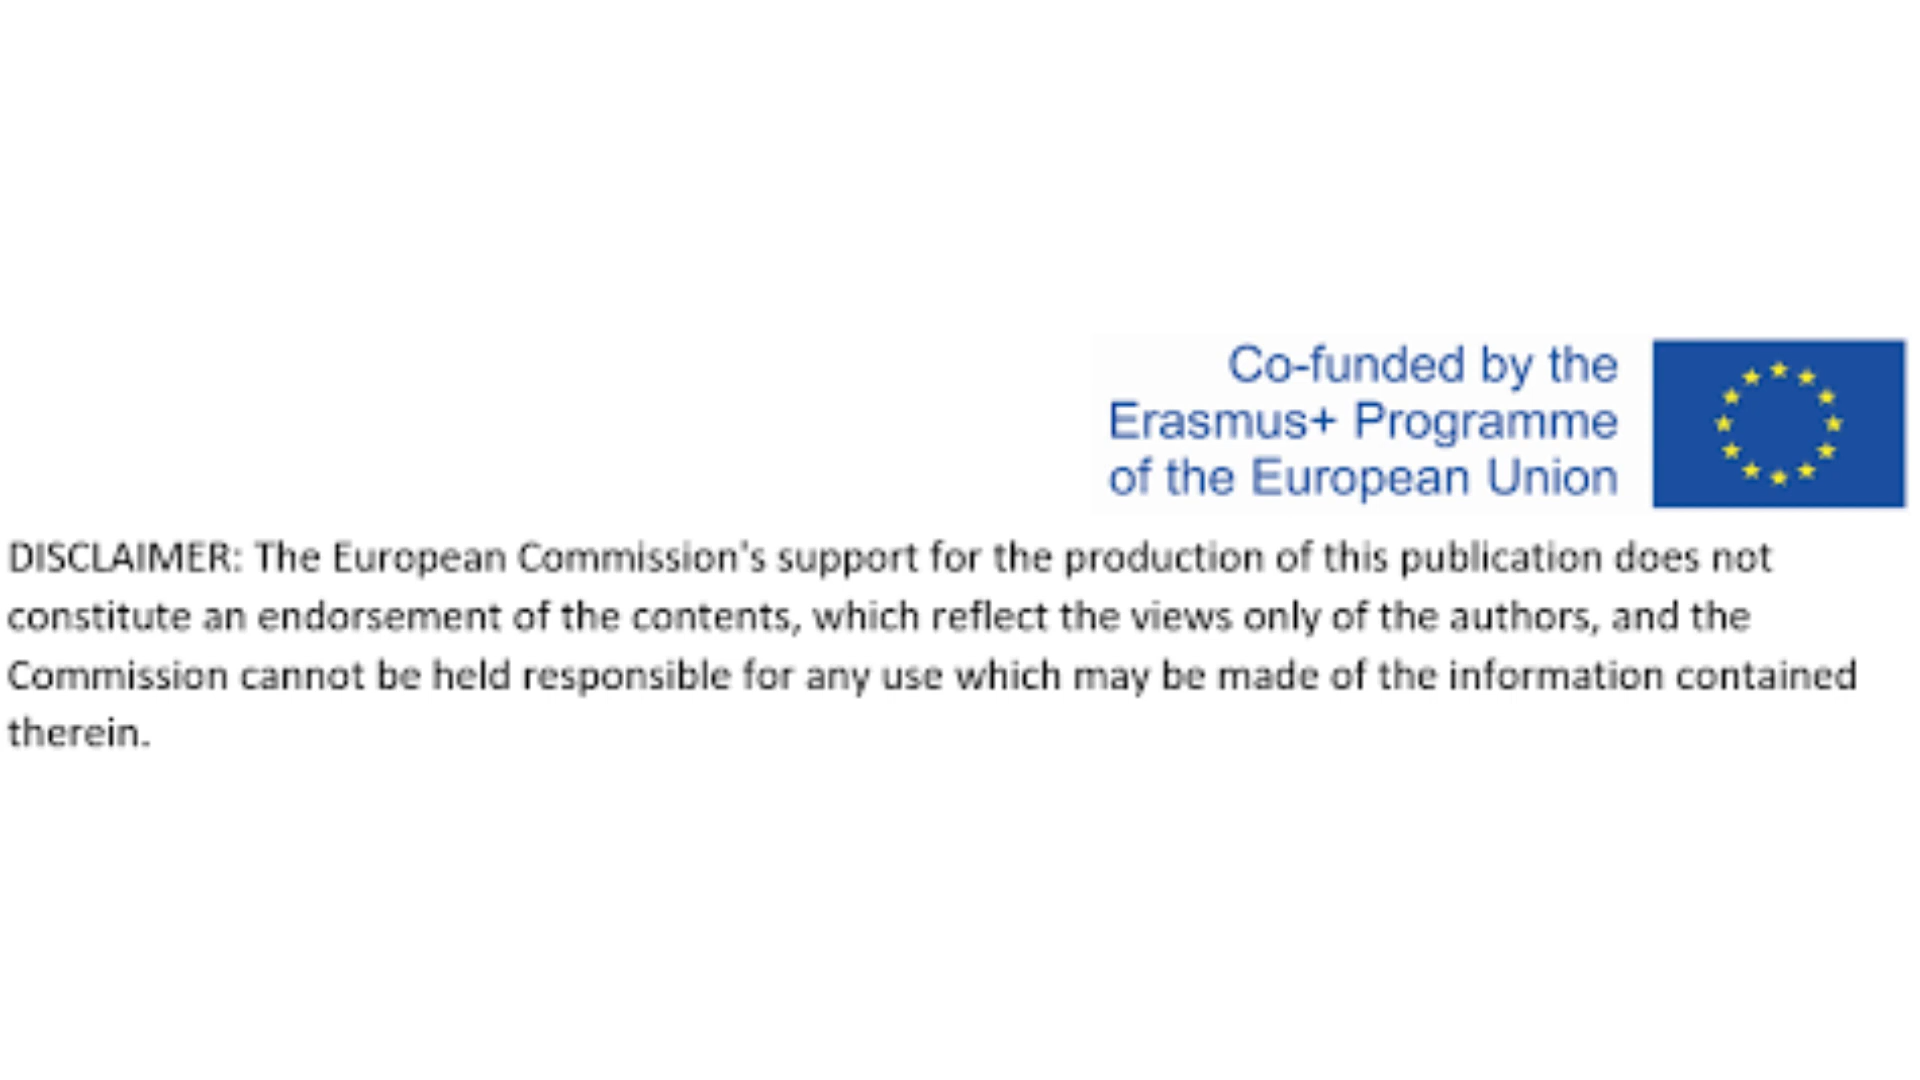 Co-funded by the
Erasmus+ Programme
of the European Union
DISCLAIMER: The European Commission's support for the production of this publication does not
constitute an endorsement of the contents, which reflect the views only of the authors, and the
Commission cannot be held responsible for any use which may be made of the information contained
therein.